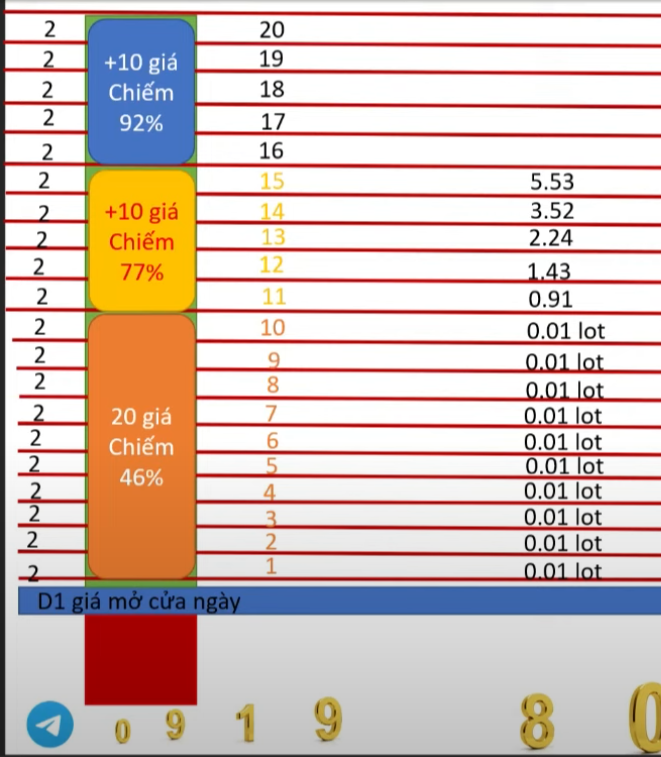 2 20
2 +10 giá 19
2 Chiếm 18
2 92% 17
2 16
2 15 5.53
2 +10 giá 14 3.52
2 Chiếm 13 2.24
2 77% 12 1.43
2 11 0.91
2 10 0.01 lot
2 9 0.01 lot
2 8 0.01 lot
2 20 giá 7 0.01 lot
2 Chiếm 6 0.01 lot
2 46% 5 0.01 lot
2 4 0.01 lot
2 3 0.01 lot
2 2 0.01 lot
2 1 0.01 lot
D1 giá mở cửa ngày
0 9 1 9 8 0